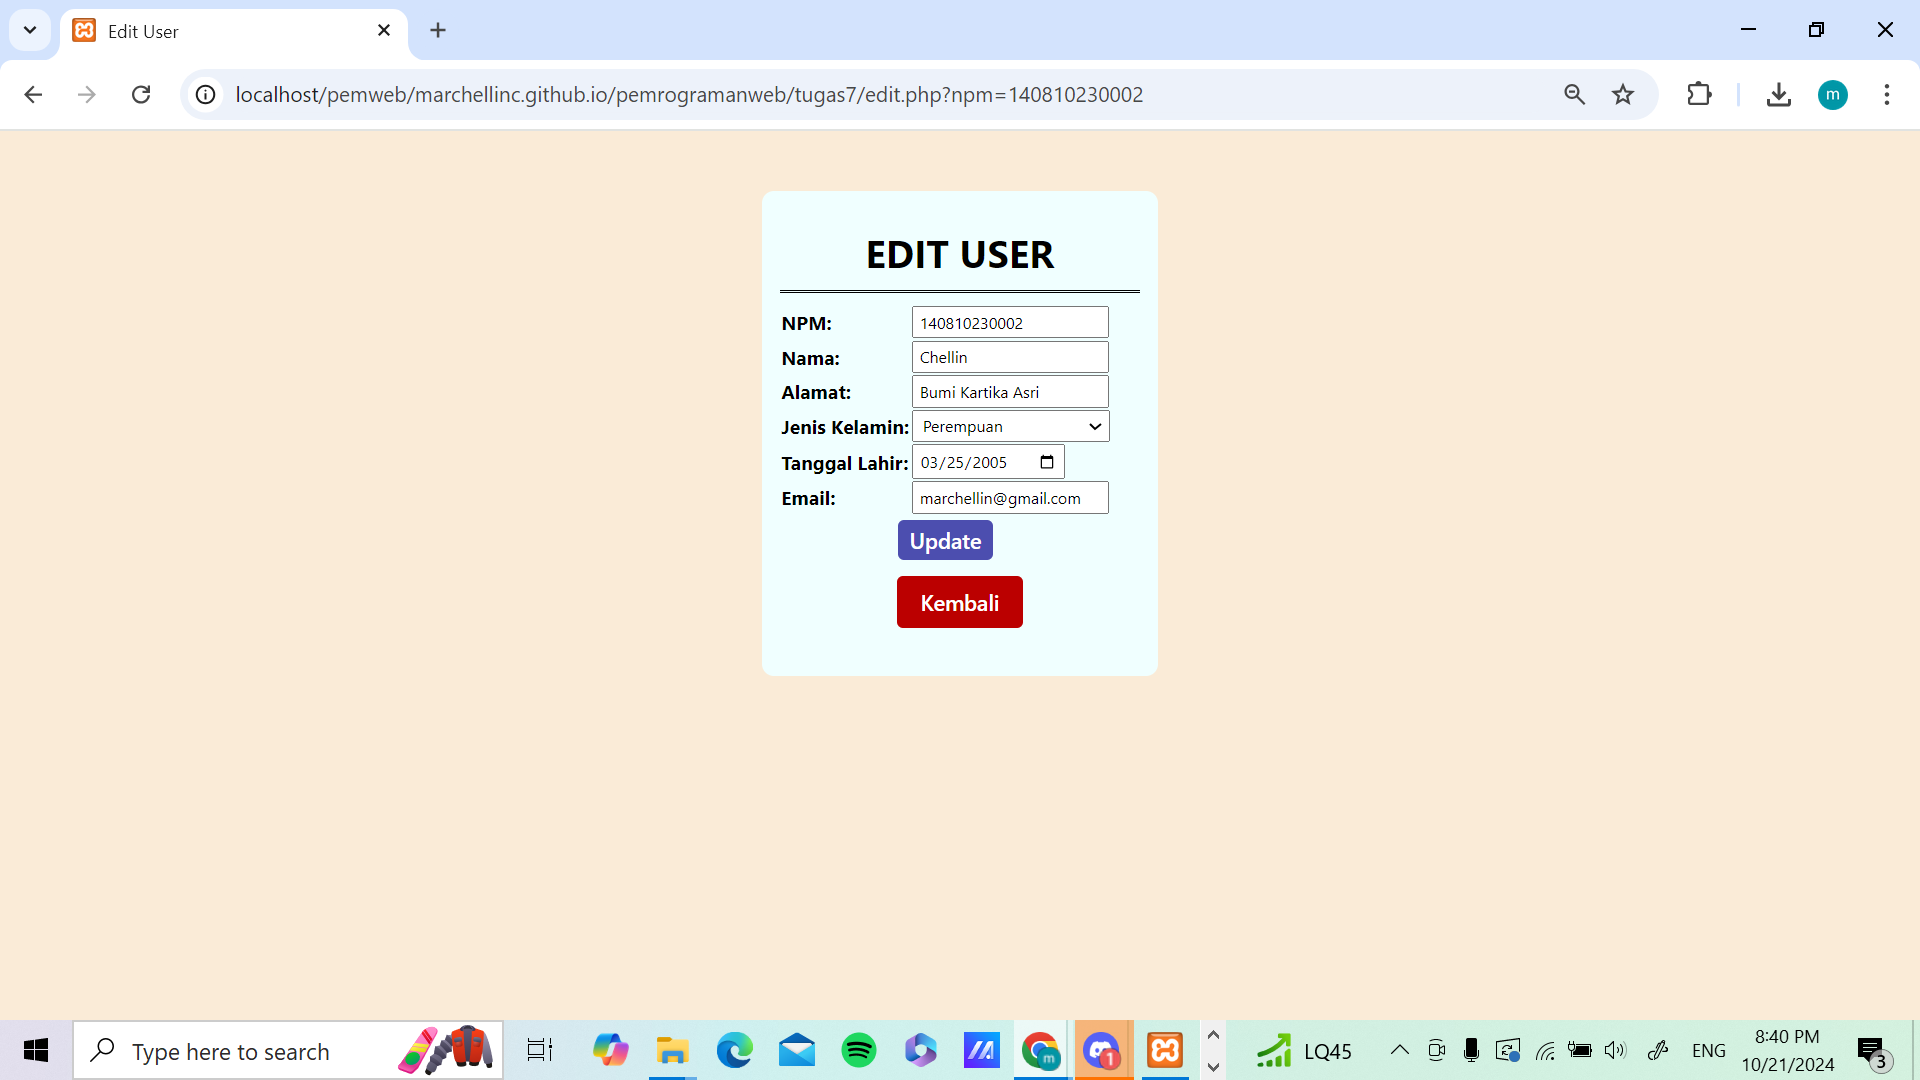 Edit User
localhost/pemweb/marchellinc.github.io/pemrogramanweb/tugas7/edit.php?npm=140810230002
m
EDIT USER
NPM: 140810230002
Nama: Chellin
Alamat: Bumi Kartika Asri
Jenis Kelamin: Perempuan
Tanggal Lahir: 03/25/2005
Email: marchellin@gmail.com
Update
Kembali
Type here to search
m
1
LQ45
ENG
8:40 PM
10/21/2024
3